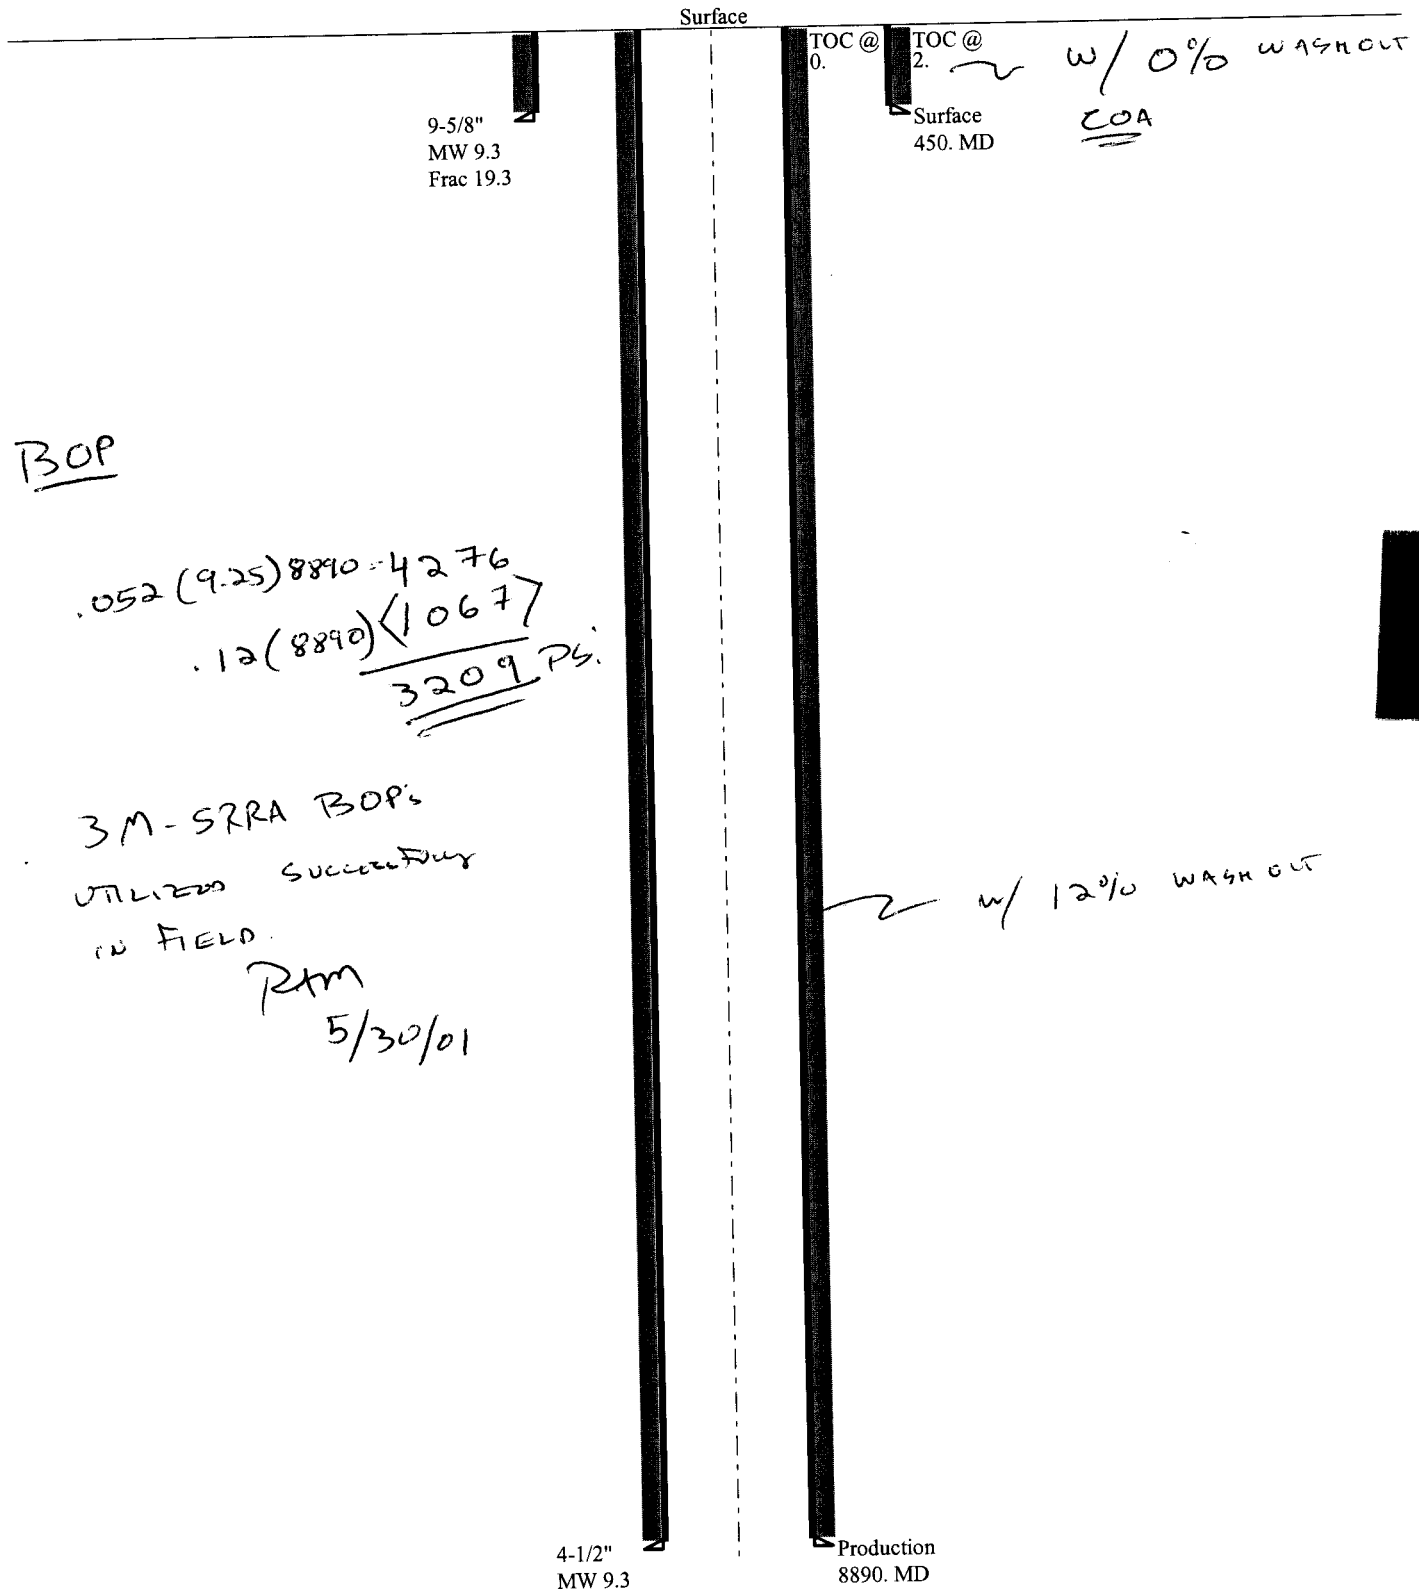 Surface
TOC @
0.
TOC @
2.
w/ 0% WASHOUT
COA
9-5/8"
MW 9.3
Frac 19.3
Surface
450. MD
BOP
.052 (9.25) 8890 = 4276
.12 (8890) <1067>
3209 PSi
3M - SRRA BOP's
UTILIZED SUCCESSFULLY
IN FIELD.
w/ 12% WASHOUT
5/30/01
4-1/2"
MW 9.3
Production
8890. MD